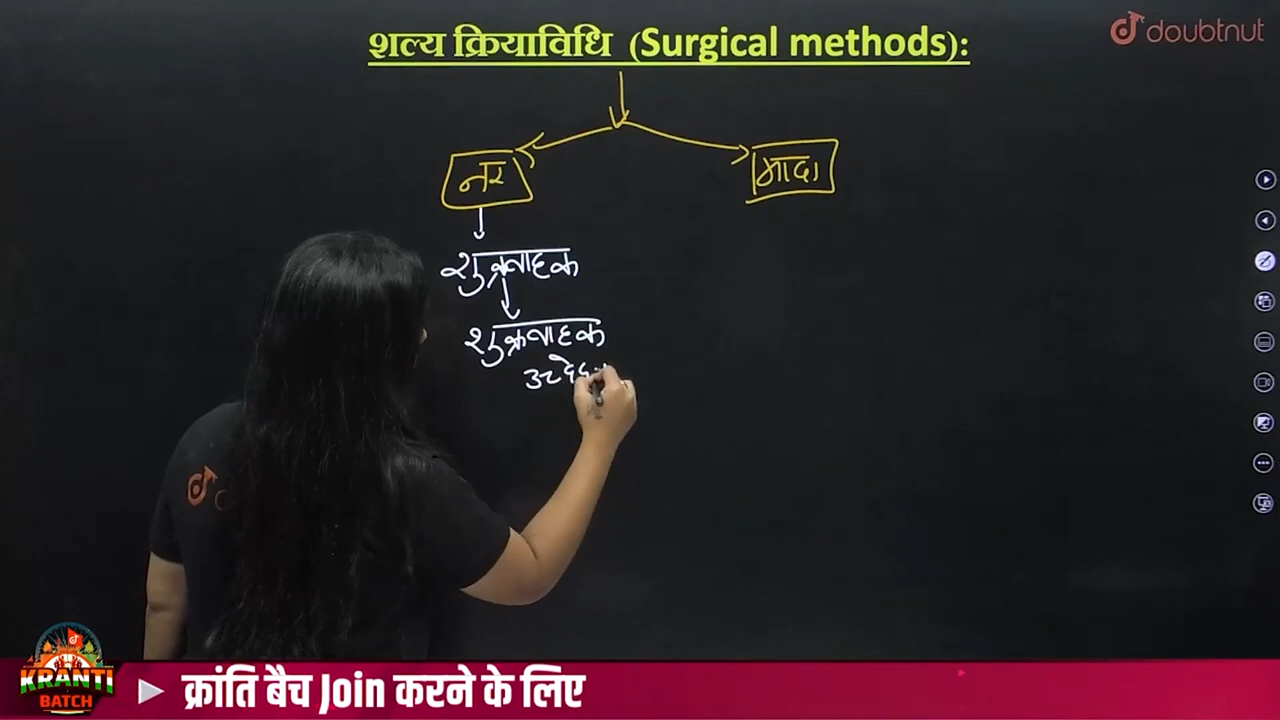 शल्य क्रियाविधि (Surgical methods):
doubtnut
नर
मादा
शुक्रवाहक
शुक्रवाहक
KRANTI
BATCH
क्रांति बैच Join करने के लिए